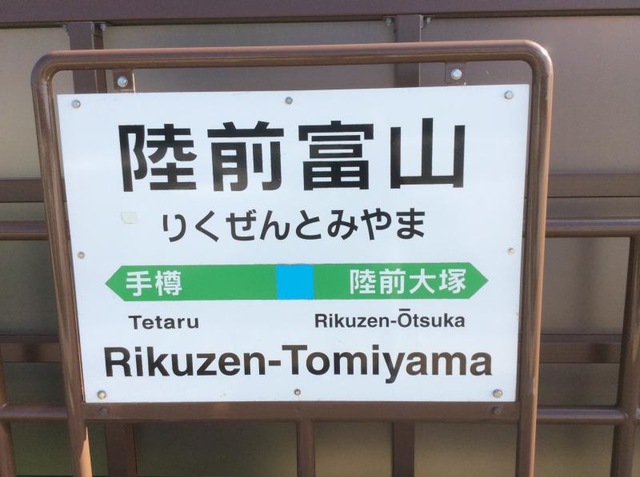 陸前富山
りくぜんとみやま
手樽 陸前大塚
Tetaru Rikuzen-Ōtsuka
Rikuzen-Tomiyama